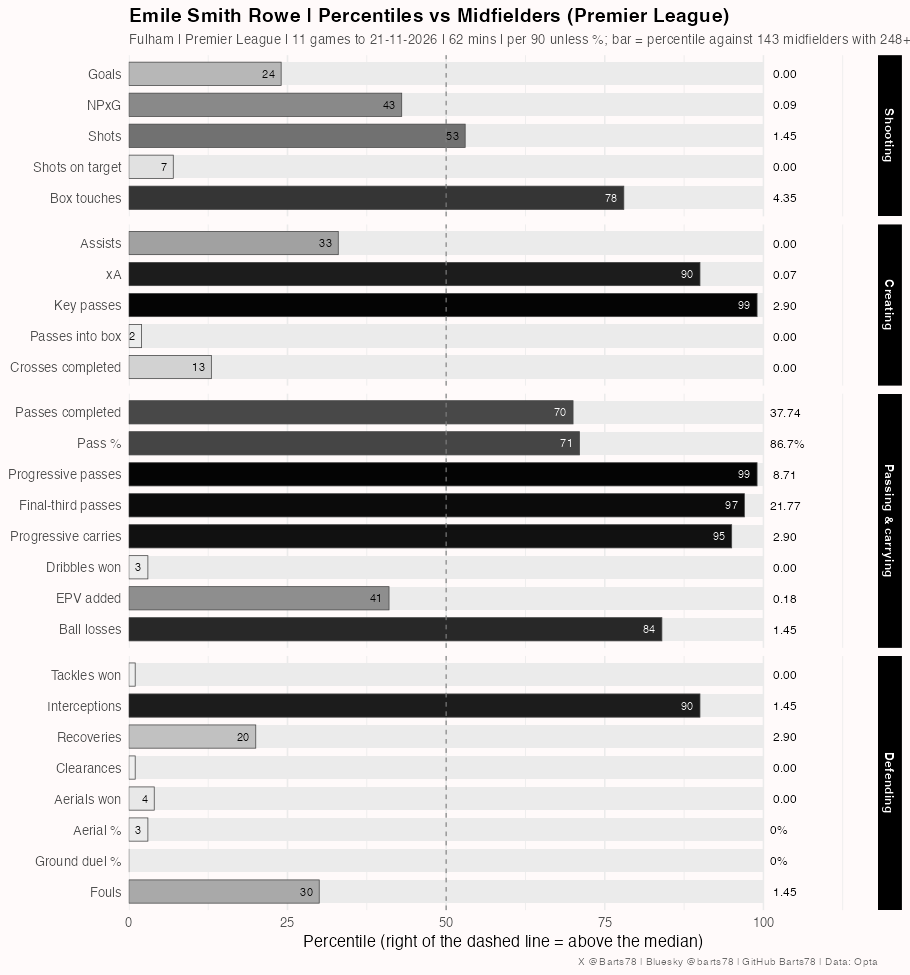 Emile Smith Rowe | Percentiles vs Midfielders (Premier League)
Fulham | Premier League | 11 games to 21-11-2026 | 62 mins | per 90 unless %; bar = percentile against 143 midfielders with 248+
Shooting
Goals 24 0.00
NPxG 43 0.09
Shots 53 1.45
Shots on target 7 0.00
Box touches 78 4.35
Creating
Assists 33 0.00
xA 90 0.07
Key passes 99 2.90
Passes into box 2 0.00
Crosses completed 13 0.00
Passing & carrying
Passes completed 70 37.74
Pass % 71 86.7%
Progressive passes 99 8.71
Final-third passes 97 21.77
Progressive carries 95 2.90
Dribbles won 3 0.00
EPV added 41 0.18
Ball losses 84 1.45
Defending
Tackles won 0.00
Interceptions 90 1.45
Recoveries 20 2.90
Clearances 0.00
Aerials won 4 0.00
Aerial % 3 0%
Ground duel % 0%
Fouls 30 1.45
0 25 50 75 100
Percentile (right of the dashed line = above the median)
X @Barts78 | Bluesky @barts78 | GitHub Barts78 | Data: Opta